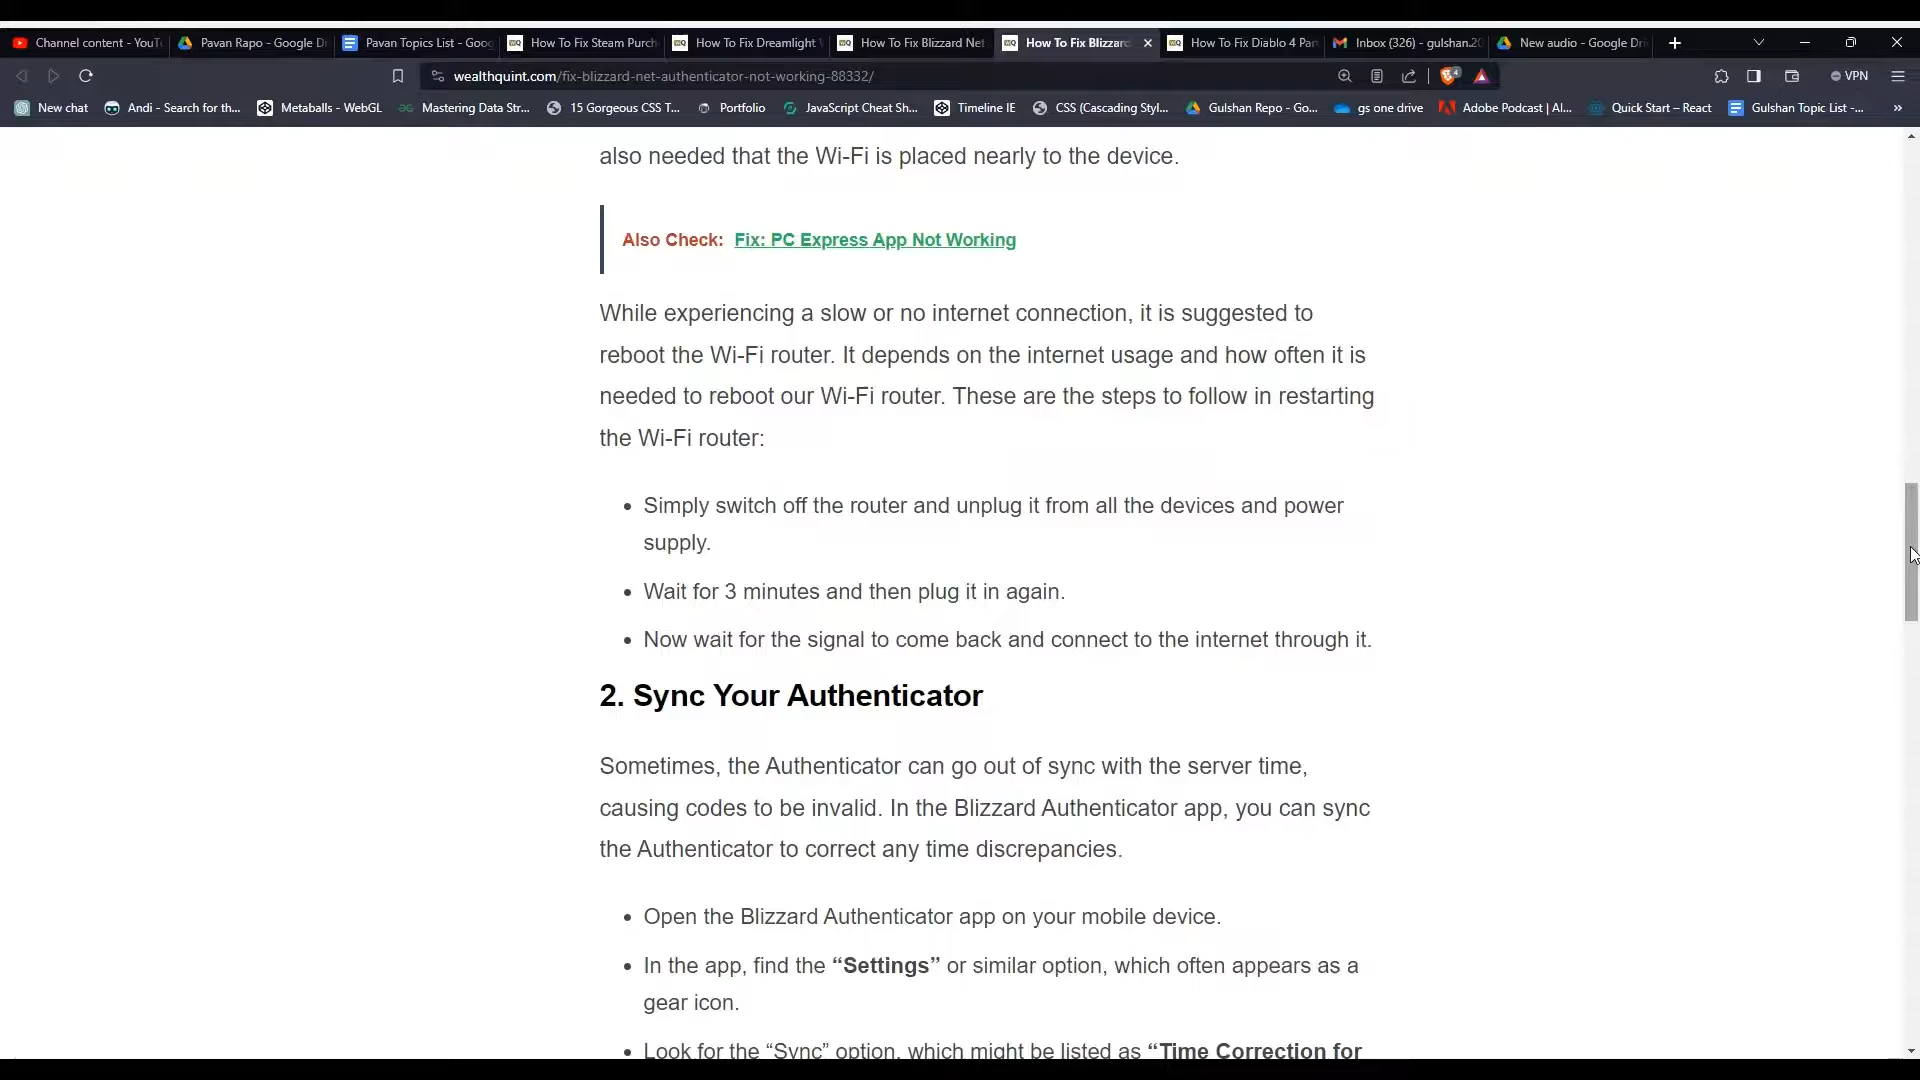 Channel content - YouT
Pavan Rapo - Google D
Pavan Topics List - Goog
How To Fix Steam Purch
How To Fix Dreamlight
How To Fix Blizzard Net
How To Fix Blizzard
How To Fix Diablo 4 Par
Inbox (326) - gulshan.20
New audio - Google Dri
wealthquint.com/fix-blizzard-net-authenticator-not-working-88332/
4
VPN
New chat
Andi - Search for th...
Metaballs - WebGL
Mastering Data Str...
15 Gorgeous CSS T...
Portfolio
JavaScript Cheat Sh...
Timeline IE
CSS (Cascading Styl...
Gulshan Repo - Go...
gs one drive
Adobe Podcast | AI...
Quick Start – React
Gulshan Topic List -...
»
also needed that the Wi-Fi is placed nearly to the device.
Also Check: Fix: PC Express App Not Working
While experiencing a slow or no internet connection, it is suggested to
reboot the Wi-Fi router. It depends on the internet usage and how often it is
needed to reboot our Wi-Fi router. These are the steps to follow in restarting
the Wi-Fi router:
• Simply switch off the router and unplug it from all the devices and power
supply.
• Wait for 3 minutes and then plug it in again.
• Now wait for the signal to come back and connect to the internet through it.
2. Sync Your Authenticator
Sometimes, the Authenticator can go out of sync with the server time,
causing codes to be invalid. In the Blizzard Authenticator app, you can sync
the Authenticator to correct any time discrepancies.
• Open the Blizzard Authenticator app on your mobile device.
• In the app, find the “Settings” or similar option, which often appears as a
gear icon.
• Look for the “Sync” option, which might be listed as “Time Correction for